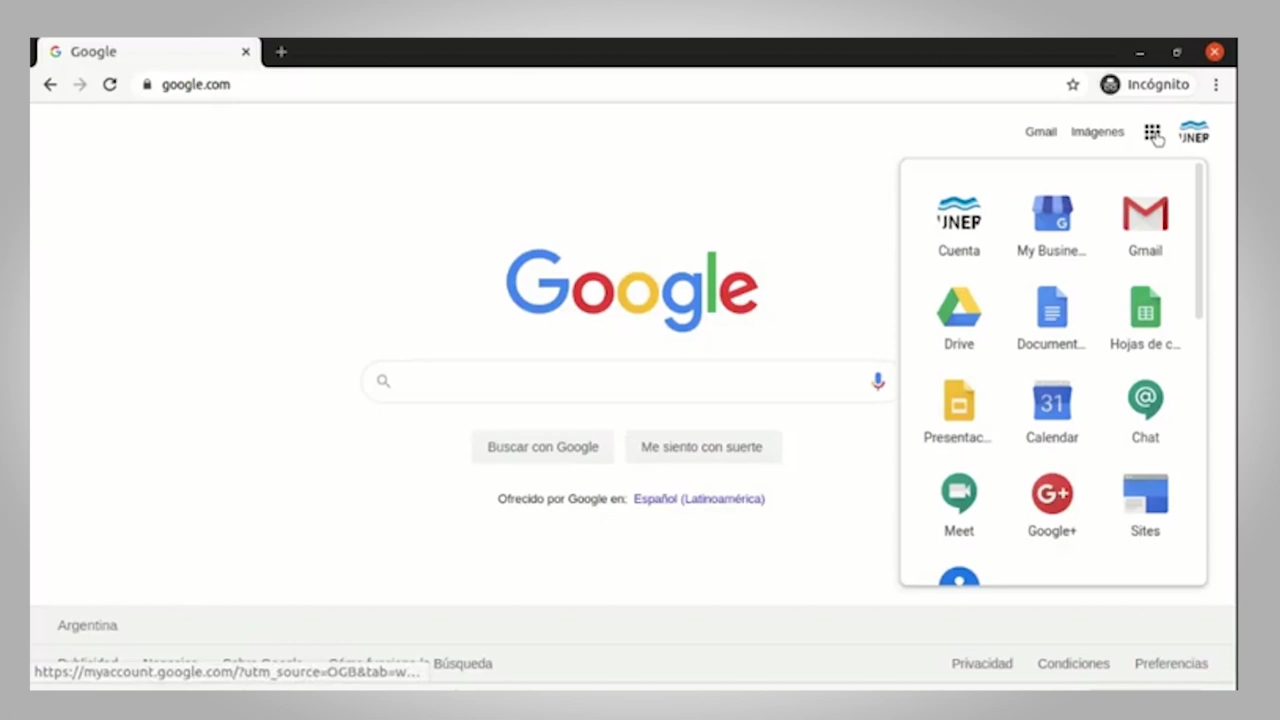 Google
google.com
Incógnito
Gmail Imágenes
UNER
UNER
Cuenta My Busine... Gmail
Drive Document... Hojas de c...
Presentac... 31 Calendar Chat
Meet G+ Google+ Sites
Google
Buscar con Google Me siento con suerte
Ofrecido por Google en: Español (Latinoamérica)
Argentina
Búsqueda
Privacidad Condiciones Preferencias
https://myaccount.google.com/?utm_source=OGB&tab=w...